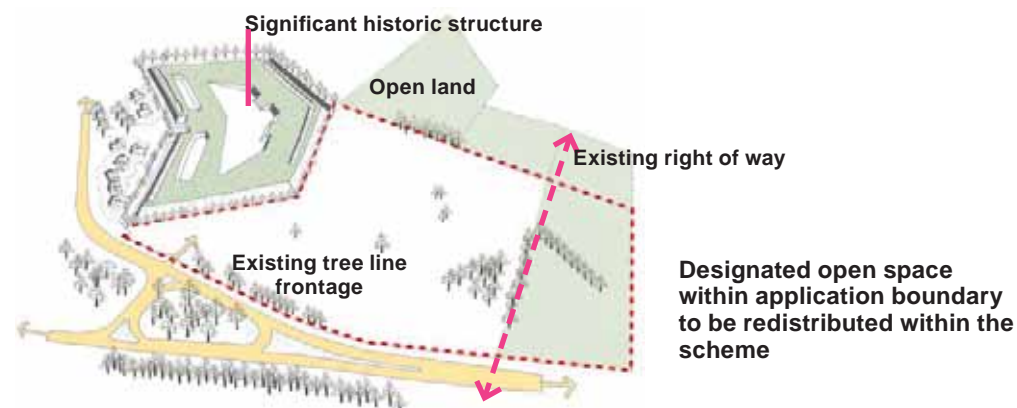 Significant historic structure
Open land
Existing right of way
Existing tree line
frontage
Designated open space
within application boundary
to be redistributed within the
scheme